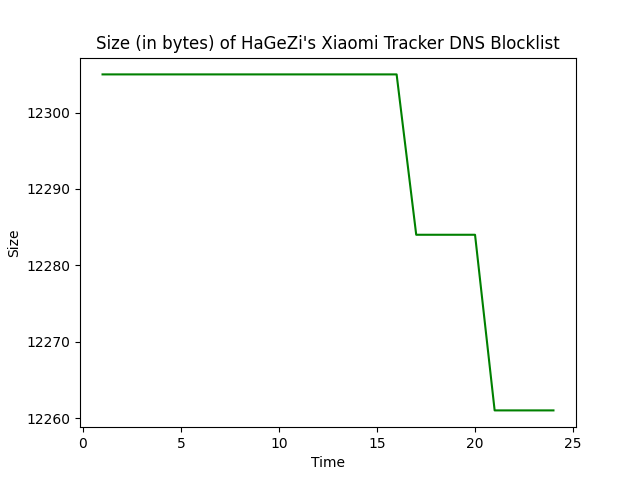 Size (in bytes) of HaGeZi's Xiaomi Tracker DNS Blocklist
12300
12290
12280
12270
12260
Size
0 5 10 15 20 25
Time